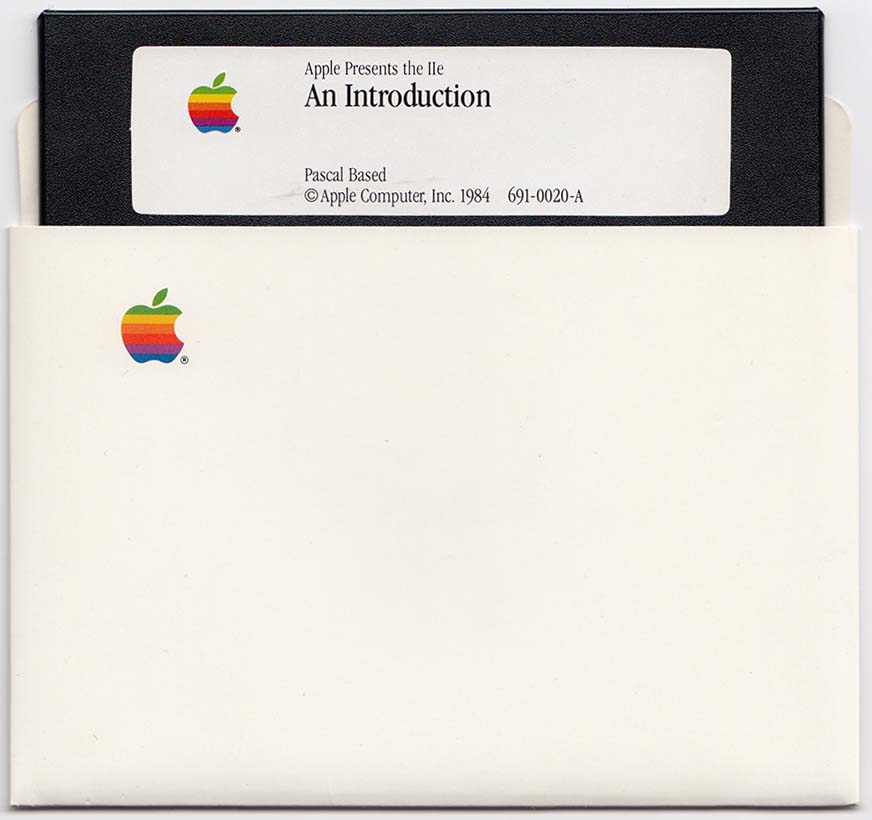 Apple Presents the IIe
An Introduction
Pascal Based
© Apple Computer, Inc. 1984 691-0020-A
®
®